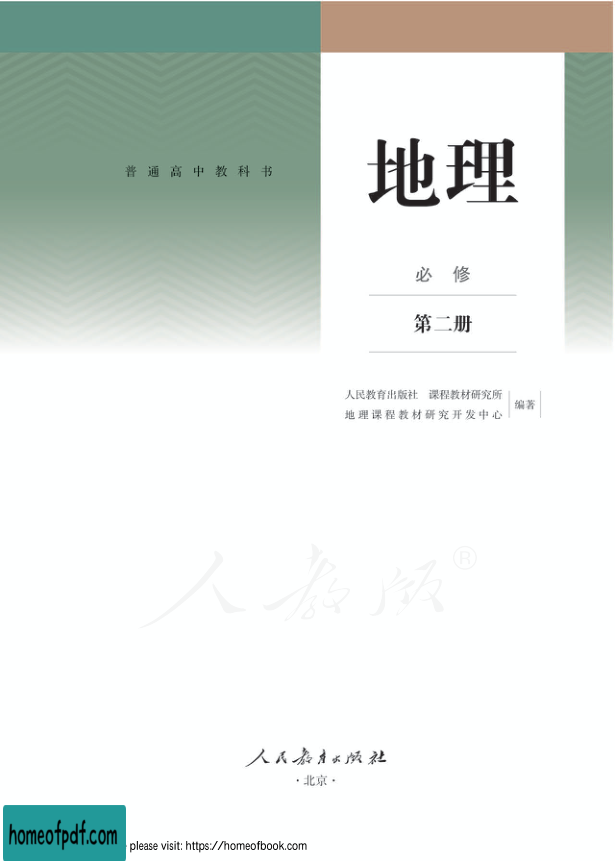 普通高中教科书
地理
必修
第二册
人民教育出版社 课程教材研究所
地理课程教材研究开发中心
编著
人教版®
人民教育出版社
·北京·
homeofpdf.com
please visit: https://homeofbook.com